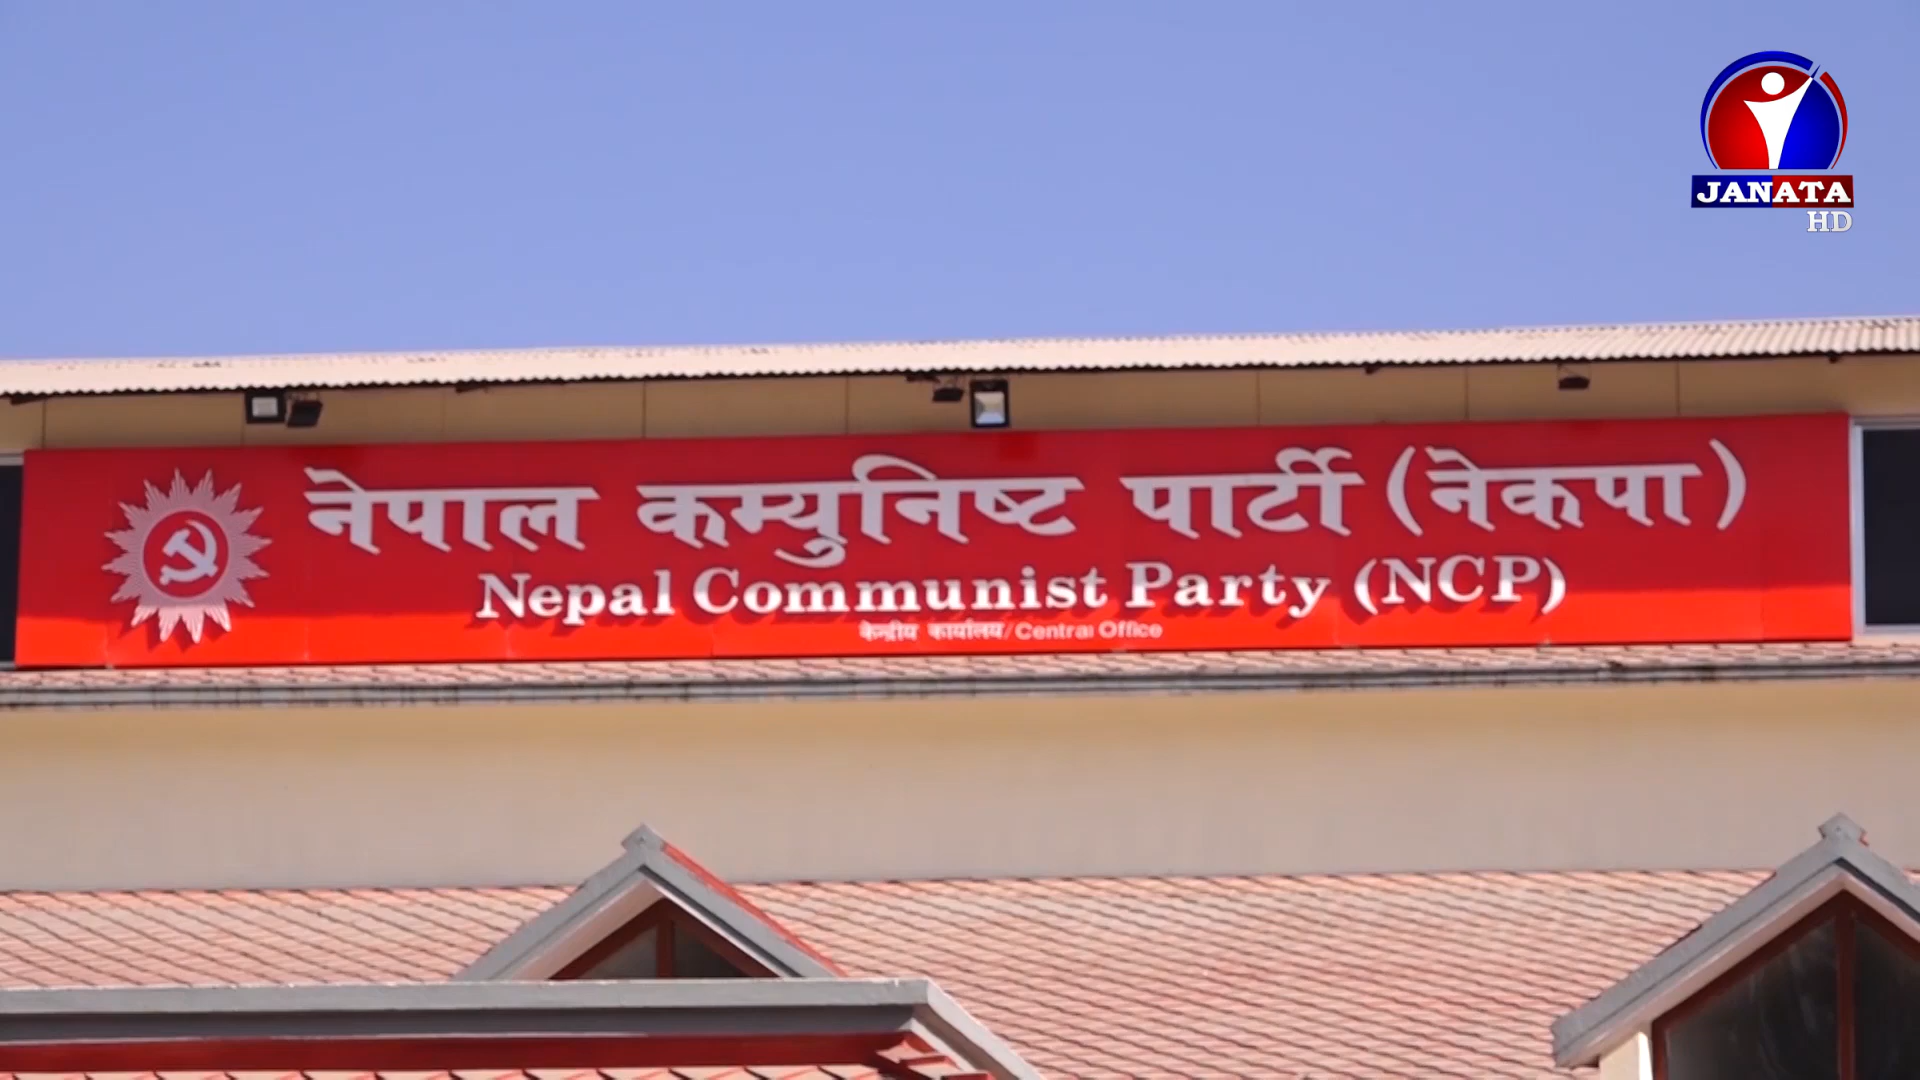 JANATA
HD
नेपाल कम्युनिष्ट पार्टी (नेकपा)
Nepal Communist Party (NCP)
केन्द्रीय कार्यालय/Central Office